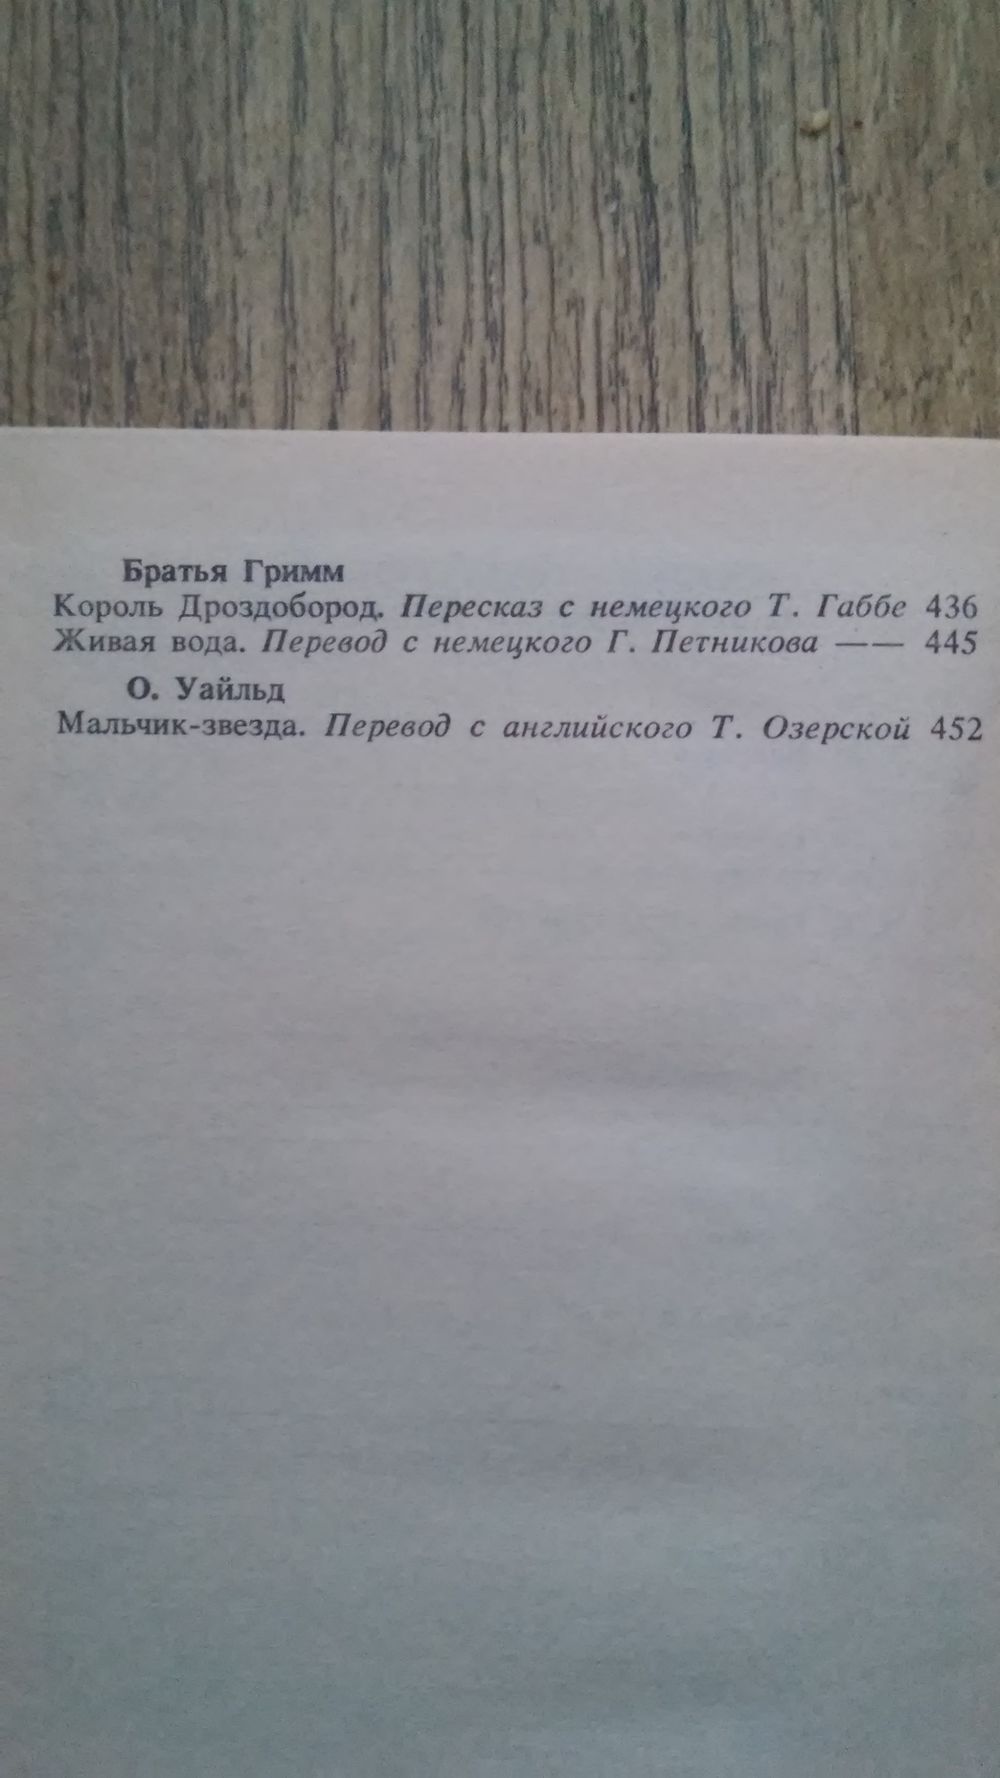 Братья Гримм
Король Дроздобород. Пересказ с немецкого Т. Габбе 436
Живая вода. Перевод с немецкого Г. Петникова —— 445
О. Уайльд
Мальчик-звезда. Перевод с английского Т. Озерской 452